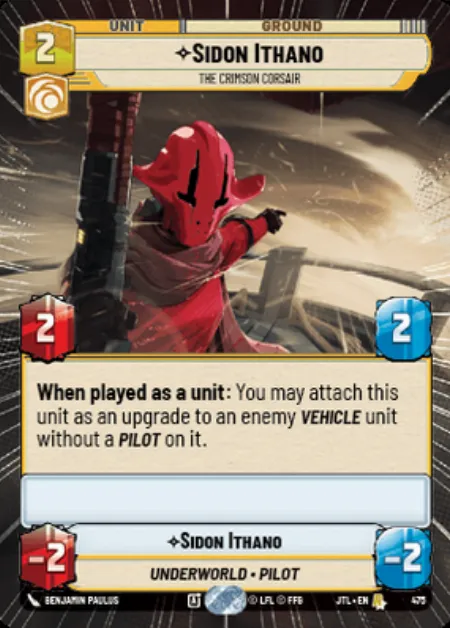 UNIT
GROUND
2
✧SIDON ITHANO
THE CRIMSON CORSAIR
2
2
When played as a unit: You may attach this
unit as an upgrade to an enemy VEHICLE unit
without a PILOT on it.
✧SIDON ITHANO
-2
-2
UNDERWORLD • PILOT
BENJAMIN PAULUS
A
© LFL © FFG
JTL • EN
475